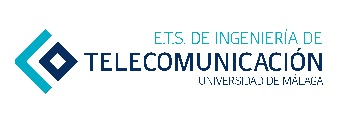 E.T.S. DE INGENIERÍA DE
TELECOMUNICACIÓN
UNIVERSIDAD DE MÁLAGA